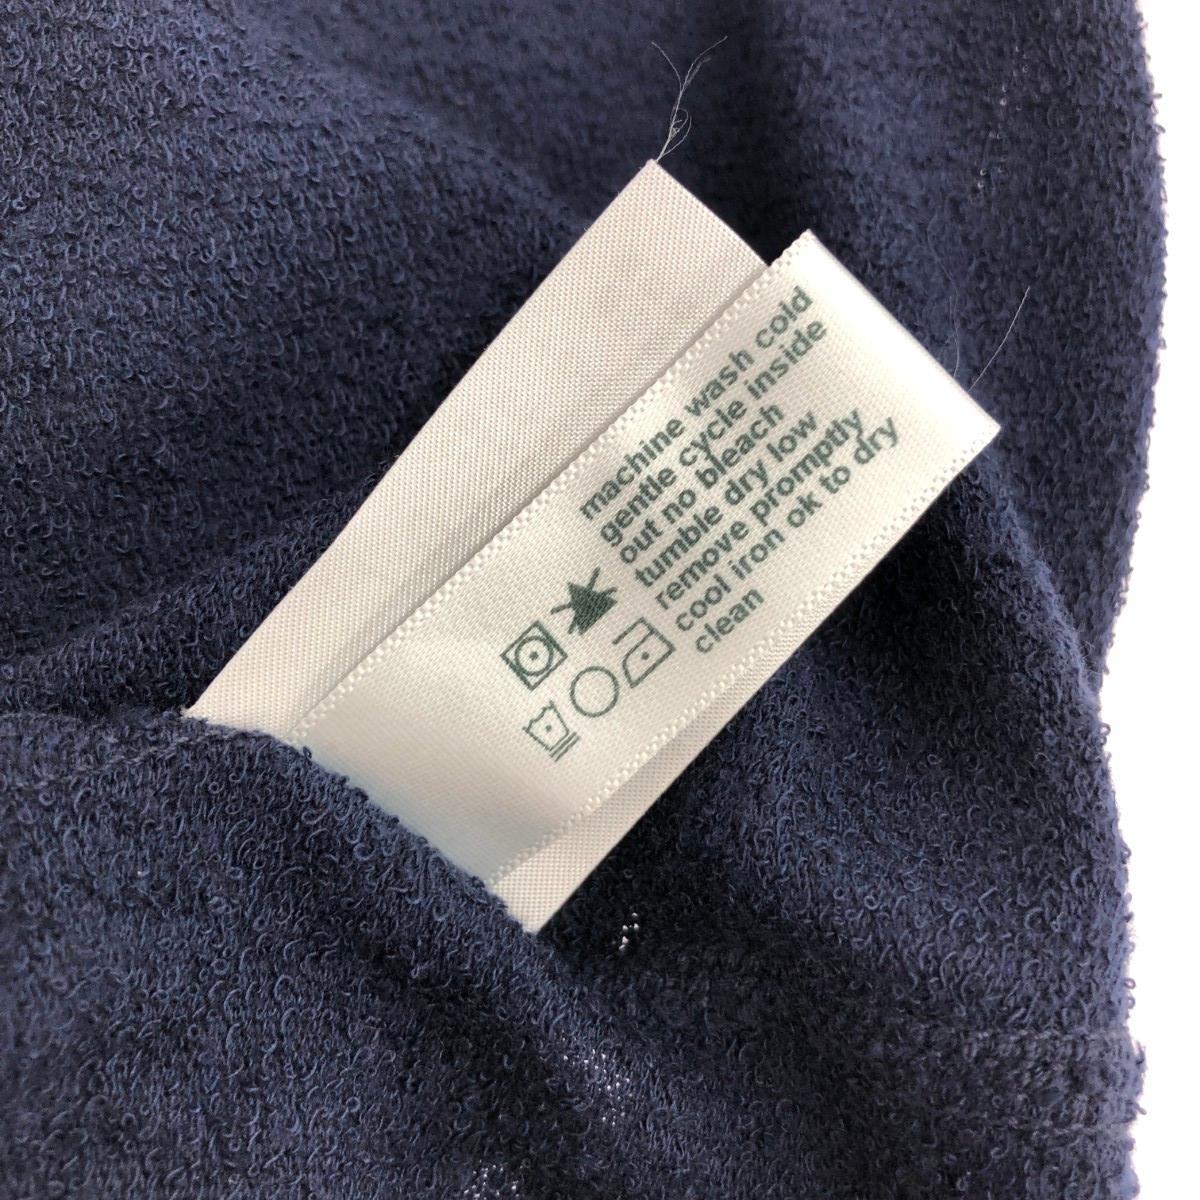 machine wash cold
gentle cycle inside
out no bleach
tumble dry low
remove promptly
cool iron ok to dry
clean